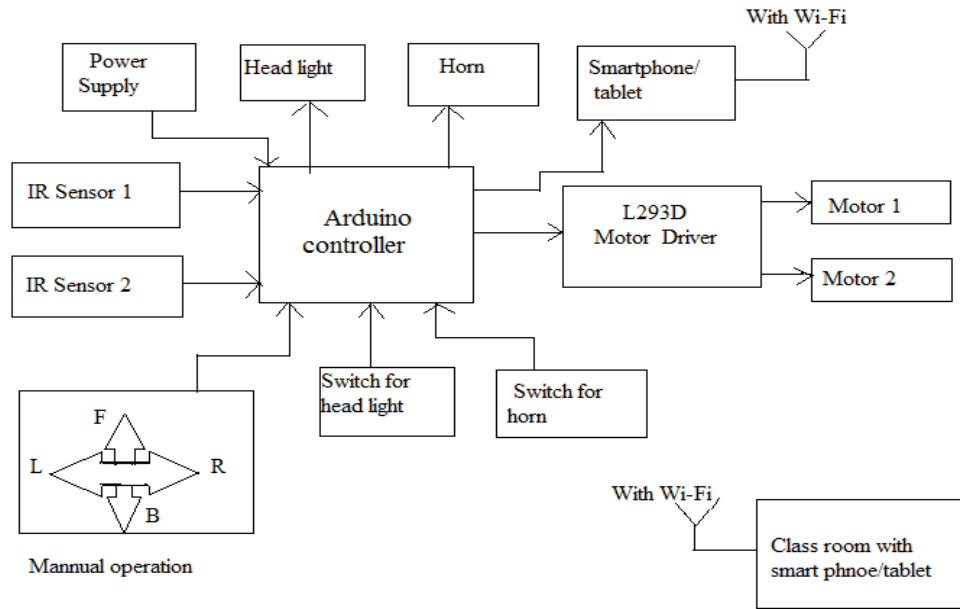 With Wi-Fi
Power
Supply
Head light
Horn
Smartphone/
tablet
IR Sensor 1
Arduino
controller
L293D
Motor Driver
Motor 1
IR Sensor 2
Motor 2
Switch for
head light
Switch for
horn
F
L
R
B
With Wi-Fi
Class room with
smart phnoe/tablet
Mannual operation